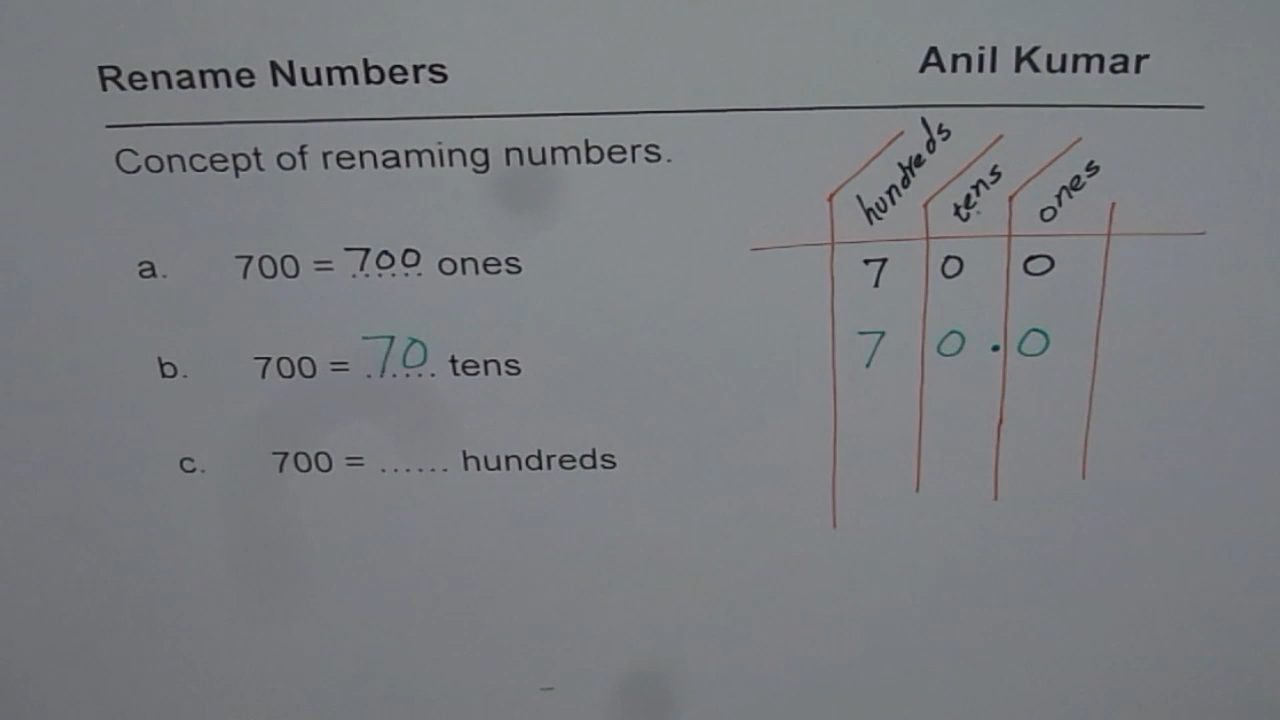 Rename Numbers Anil Kumar
Concept of renaming numbers.
hundreds tens ones
a. 700 = 700 ones
7 0 0
b. 700 = 70 tens
7 0 . 0
c. 700 = ...... hundreds